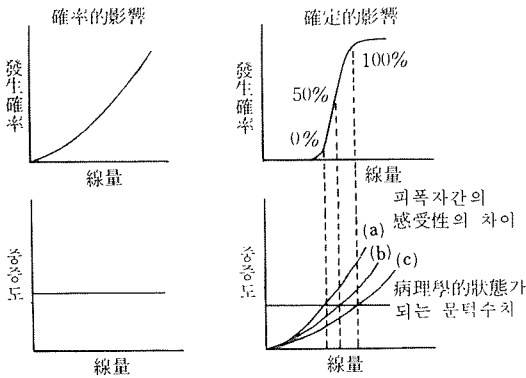 確率的影響
發生確率
線量
確定的影響
發生確率
100%
50%
0%
線量
중증도
線量
피폭자간의
感受性의 차이
(a)
(b)
(c)
病理學的狀態가
되는 문턱수치
중증도
線量